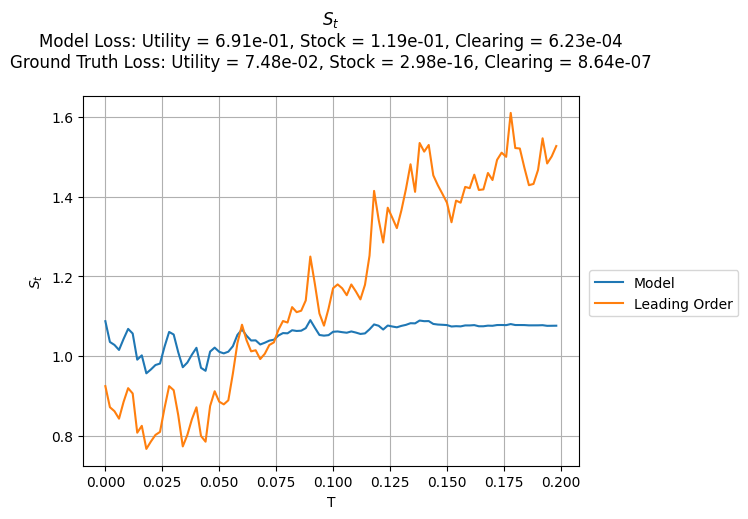 S_t
Model Loss: Utility = 6.91e-01, Stock = 1.19e-01, Clearing = 6.23e-04
Ground Truth Loss: Utility = 7.48e-02, Stock = 2.98e-16, Clearing = 8.64e-07
1.6
1.4
1.2
1.0
0.8
S_t
0.000 0.025 0.050 0.075 0.100 0.125 0.150 0.175 0.200
T
Model
Leading Order